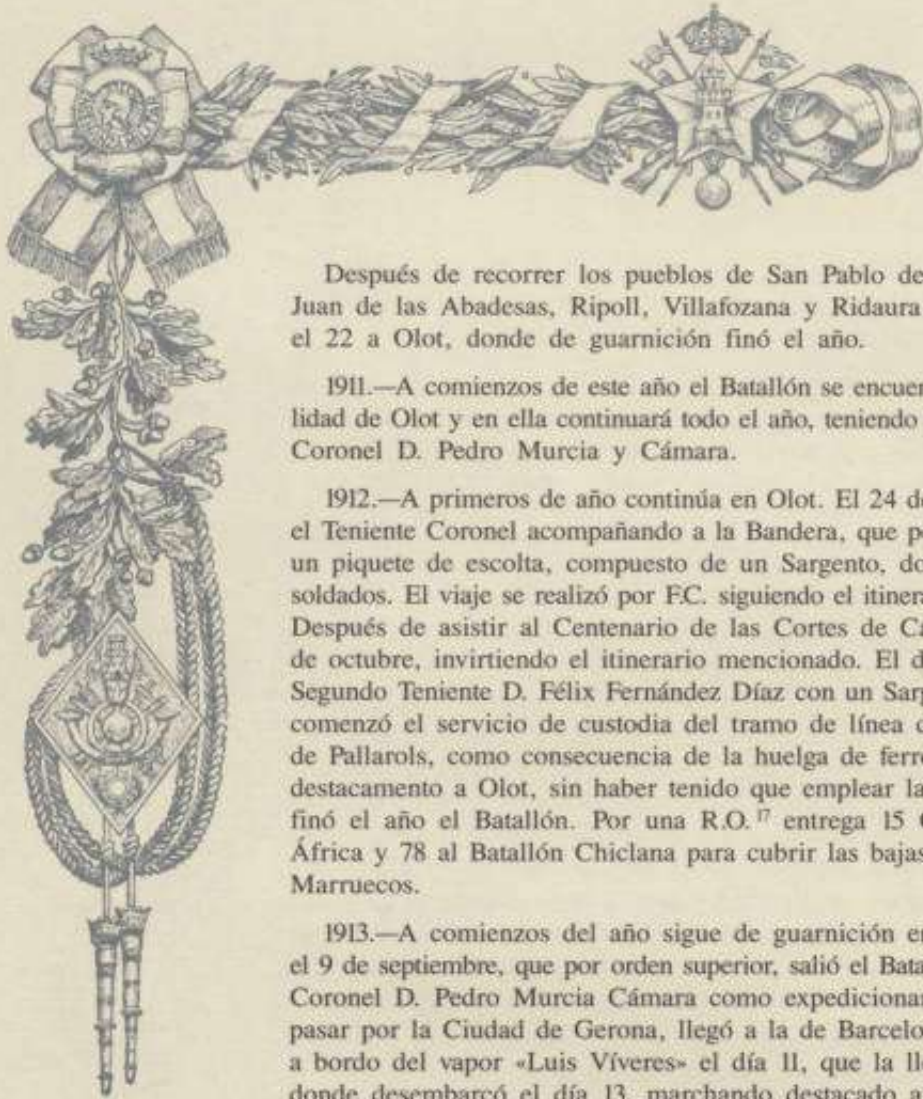 Después de recorrer los pueblos de San Pablo de
Juan de las Abadesas, Ripoll, Villafozana y Ridaura
el 22 a Olot, donde de guarnición finó el año.
1911.—A comienzos de este año el Batallón se encuen
lidad de Olot y en ella continuará todo el año, teniendo
Coronel D. Pedro Murcia y Cámara.
1912.—A primeros de año continúa en Olot. El 24 de
el Teniente Coronel acompañando a la Bandera, que po
un piquete de escolta, compuesto de un Sargento, do
soldados. El viaje se realizó por F.C. siguiendo el itinera
Después de asistir al Centenario de las Cortes de Ca
de octubre, invirtiendo el itinerario mencionado. El d
Segundo Teniente D. Félix Fernández Díaz con un Sar
comenzó el servicio de custodia del tramo de línea d
de Pallarols, como consecuencia de la huelga de ferro
destacamento a Olot, sin haber tenido que emplear la
finó el año el Batallón. Por una R.O. 17 entrega 15
África y 78 al Batallón Chiclana para cubrir las bajas
Marruecos.
1913.—A comienzos del año sigue de guarnición en
el 9 de septiembre, que por orden superior, salió el Bata
Coronel D. Pedro Murcia Cámara como expediciona
pasar por la Ciudad de Gerona, llegó a la de Barcelo
a bordo del vapor «Luis Víveres» el día 11, que la lle
donde desembarcó el día 13, marchando destacado a